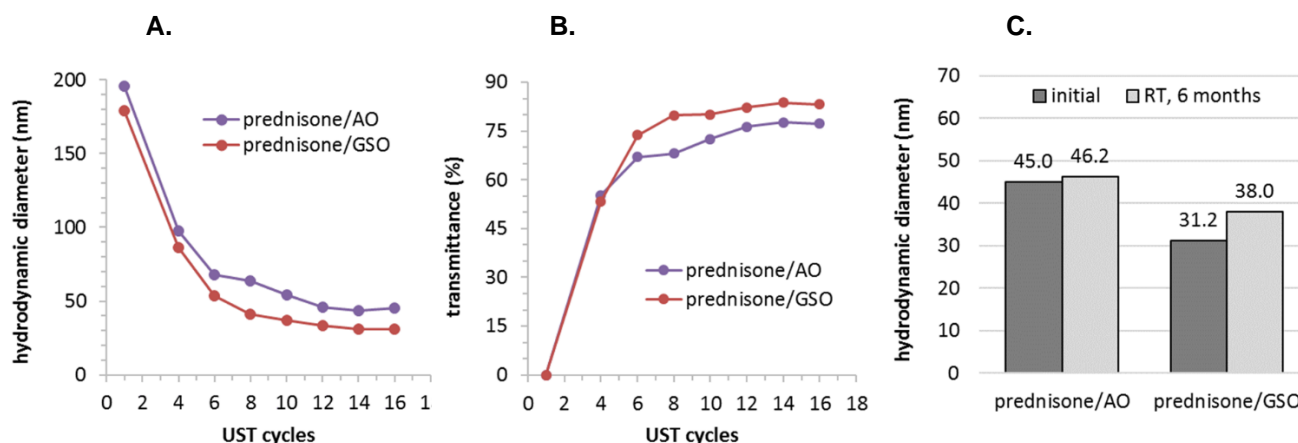 A.
hydrodynamic diameter (nm)
200
150
100
50
0
prednisone/AO
prednisone/GSO
0 2 4 6 8 10 12 14 16 1
UST cycles
B.
transmittance (%)
90
75
60
45
30
15
0
prednisone/AO
prednisone/GSO
0 2 4 6 8 10 12 14 16 18
UST cycles
C.
hydrodynamic diameter (nm)
70
60
50
40
30
20
10
0
initial RT, 6 months
45.0 46.2
31.2 38.0
prednisone/AO prednisone/GSO